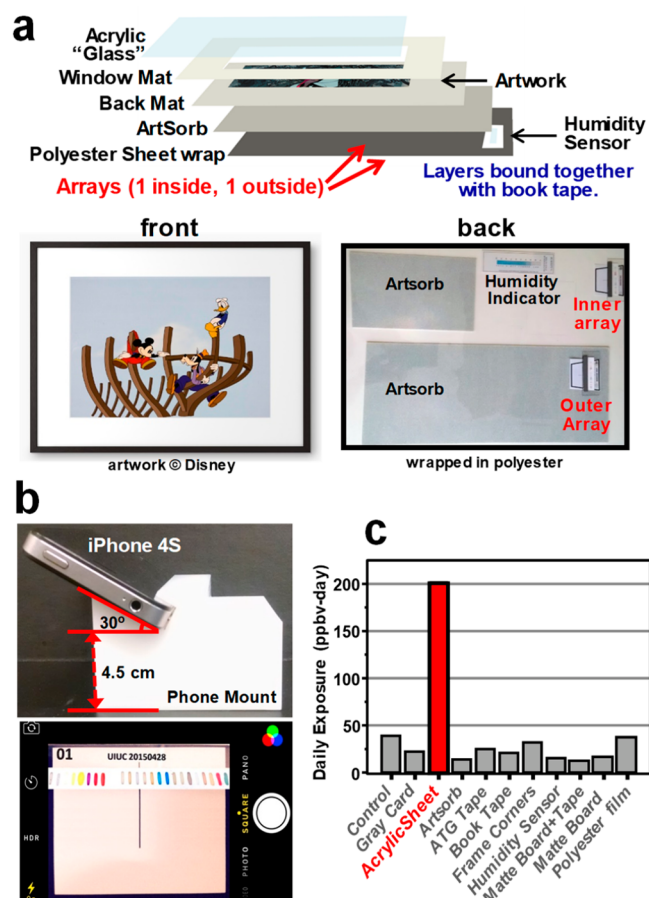 a
Acrylic
“Glass”
Window Mat
Back Mat
ArtSorb
Polyester Sheet wrap
Artwork
Humidity
Sensor
Arrays (1 inside, 1 outside)
Layers bound together
with book tape.
front
back
Artsorb
Humidity
Indicator
Inner
array
Artsorb
Outer
Array
artwork © Disney
wrapped in polyester
b
iPhone 4S
30º
4.5 cm
Phone Mount
01
UIUC 20150428
HDR
PHOTO
SQUARE
PANO
c
Daily Exposure (ppbv-day)
200
150
100
50
0
Control
Gray Card
AcrylicSheet
Artsorb
ATG Tape
Book Tape
Frame Corners
Humidity Sensor
Matte Board+Tape
Matte Board
Polyester film